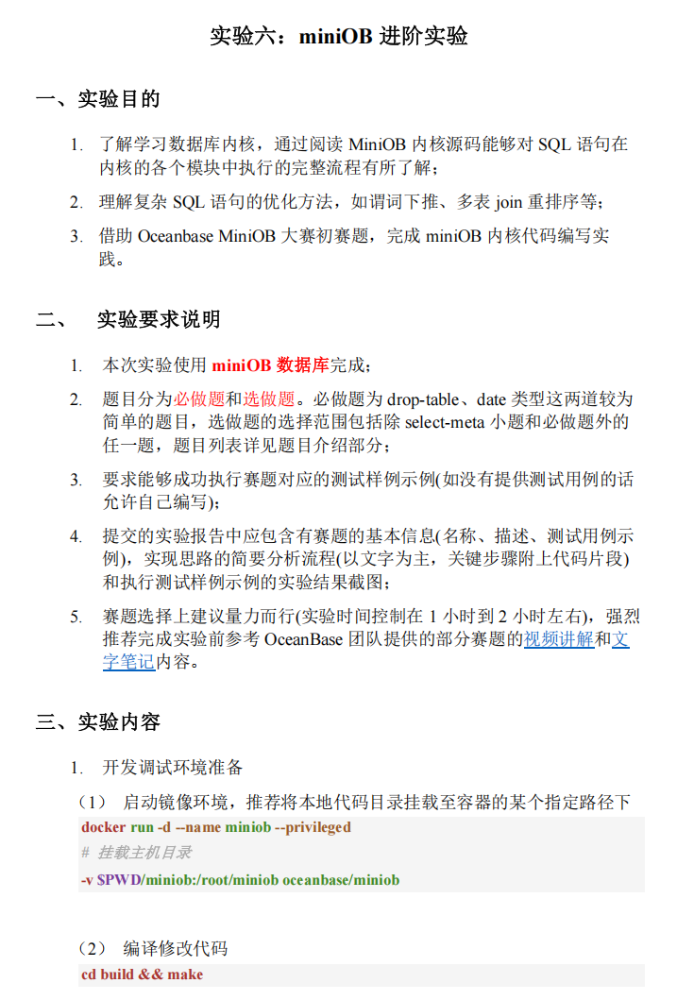 实验六：miniOB 进阶实验
一、实验目的
1. 了解学习数据库内核，通过阅读 MiniOB 内核源码能够对 SQL 语句在
内核的各个模块中执行的完整流程有所了解；
2. 理解复杂 SQL 语句的优化方法，如谓词下推、多表 join 重排序等；
3. 借助 Oceanbase MiniOB 大赛初赛题，完成 miniOB 内核代码编写实
践。
二、 实验要求说明
1. 本次实验使用 miniOB 数据库完成；
2. 题目分为必做题和选做题。必做题为 drop-table、date 类型这两道较为
简单的题目，选做题的选择范围包括除 select-meta 小题和必做题外的
任一题，题目列表详见题目介绍部分；
3. 要求能够成功执行赛题对应的测试样例示例(如没有提供测试用例的话
允许自己编写)；
4. 提交的实验报告中应包含有赛题的基本信息(名称、描述、测试用例示
例)，实现思路的简要分析流程(以文字为主，关键步骤附上代码片段)
和执行测试样例示例的实验结果截图；
5. 赛题选择上建议量力而行(实验时间控制在 1 小时到 2 小时左右)，强烈
推荐完成实验前参考 OceanBase 团队提供的部分赛题的视频讲解和文
字笔记内容。
三、实验内容
1. 开发调试环境准备
（1） 启动镜像环境，推荐将本地代码目录挂载至容器的某个指定路径下
docker run -d --name miniob --privileged
# 挂载主机目录
-v $PWD/miniob:/root/miniob oceanbase/miniob
（2） 编译修改代码
cd build && make